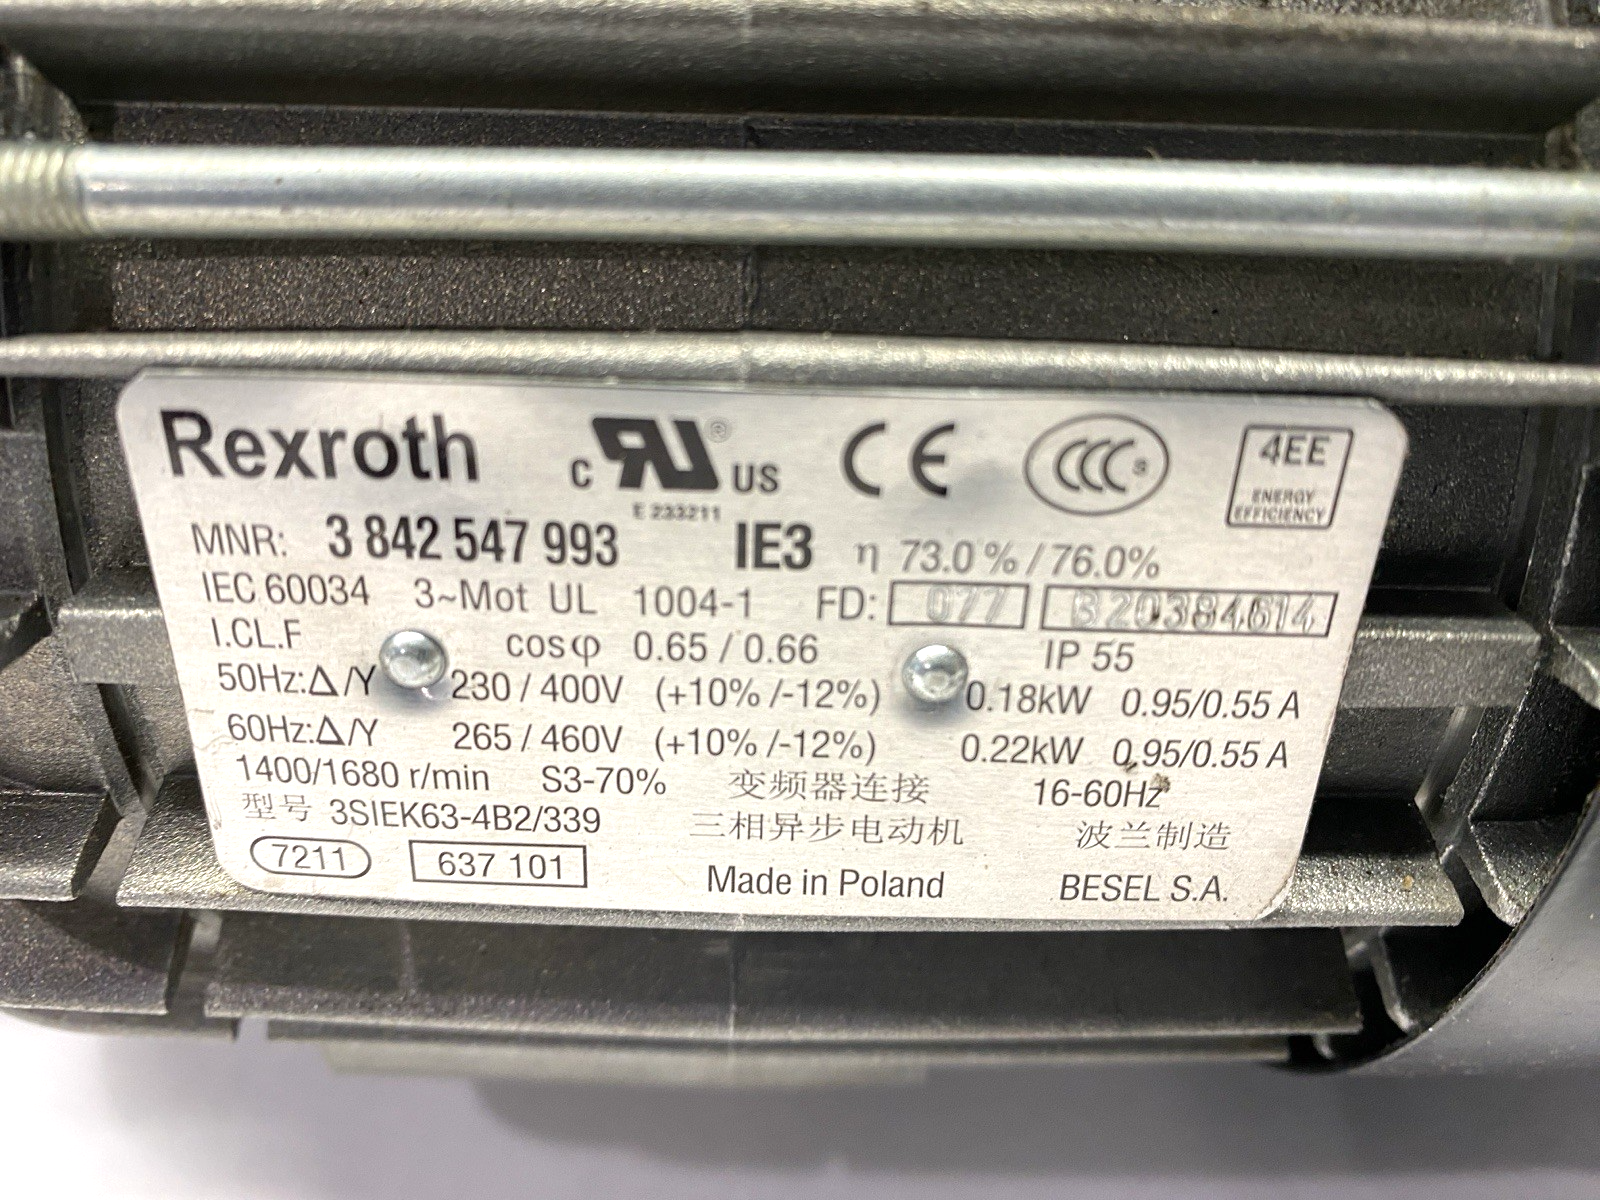 Rexroth c RU ® US CE CCC S 4EE
ENERGY
EFFICIENCY
E 233211
MNR: 3 842 547 993 IE3 η 73.0 % / 76.0%
IEC 60034 3~Mot UL 1004-1 FD: 077 820384614
I.CL.F cosφ 0.65 / 0.66 IP 55
50Hz:Δ/Y 230 / 400V (+10% /-12%) 0.18kW 0.95/0.55 A
60Hz:Δ/Y 265 / 460V (+10% /-12%) 0.22kW 0.95/0.55 A
1400/1680 r/min S3-70% 变频器连接 16-60Hz
型号 3SIEK63-4B2/339 三相异步电动机 波兰制造
7211 637 101 Made in Poland BESEL S.A.